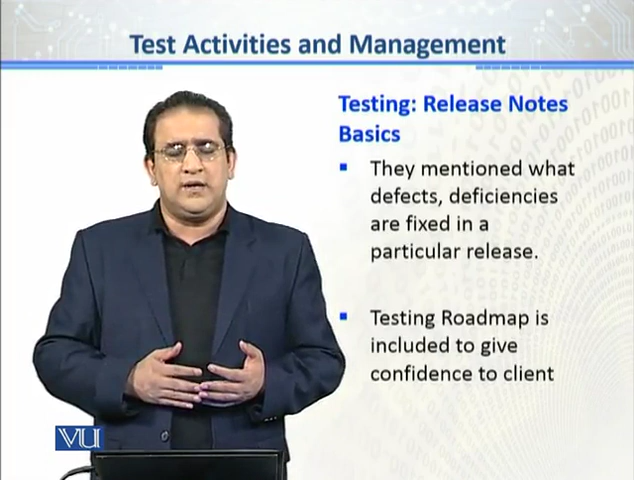 Test Activities and Management
Testing: Release Notes
Basics
They mentioned what
defects, deficiencies
are fixed in a
particular release.
Testing Roadmap is
included to give
confidence to client
VU